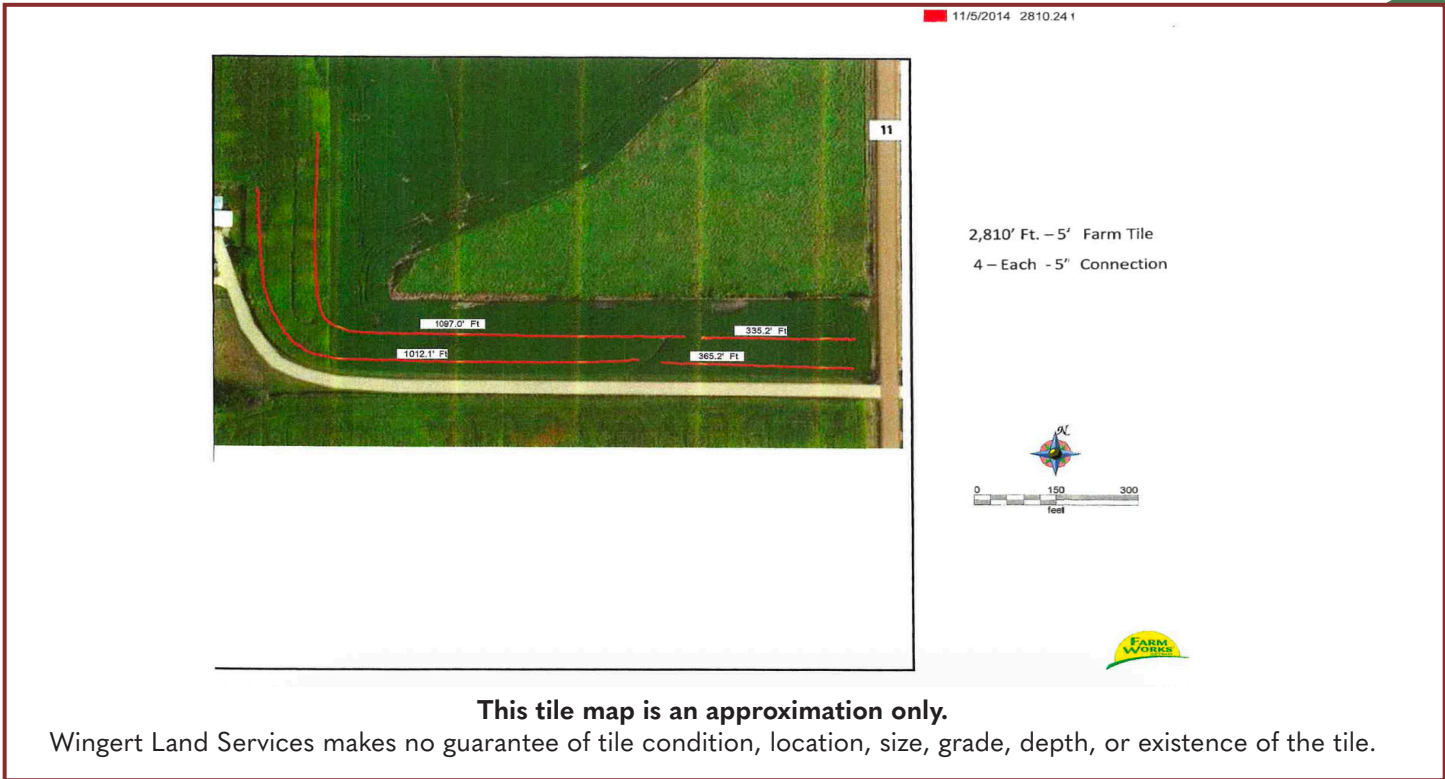 11/5/2014 2810.24
11
2,810' Ft. – 5' Farm Tile
4 – Each - 5" Connection
1097.0' Ft
335.2' Ft
1012.1' Ft
365.2' Ft
N
0 150 300
feet
FARM
WORKS
This tile map is an approximation only.
Wingert Land Services makes no guarantee of tile condition, location, size, grade, depth, or existence of the tile.